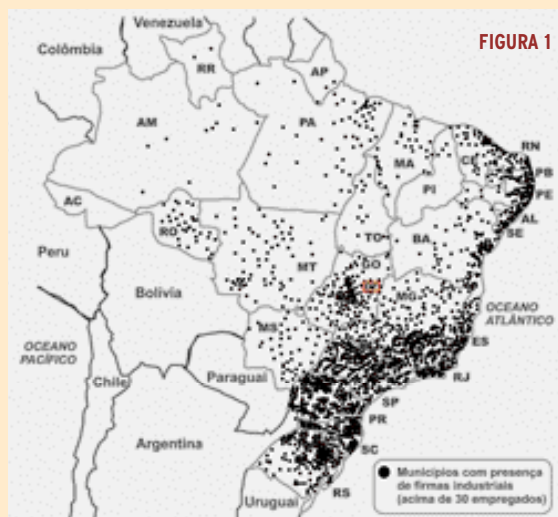 FIGURA 1
Venezuela
Colômbia
RR
AP
AM
PA
MA
CE
RN
PB
PE
PI
AL
SE
AC
RO
TO
BA
Peru
MT
GO
Bolívia
MG
OCEANO
ATLÂNTICO
MS
ES
OCEANO
PACÍFICO
Chile
Paraguai
SP
RJ
PR
Argentina
SC
RS
Uruguai
Municípios com presença
de firmas industriais
(acima de 30 empregados)